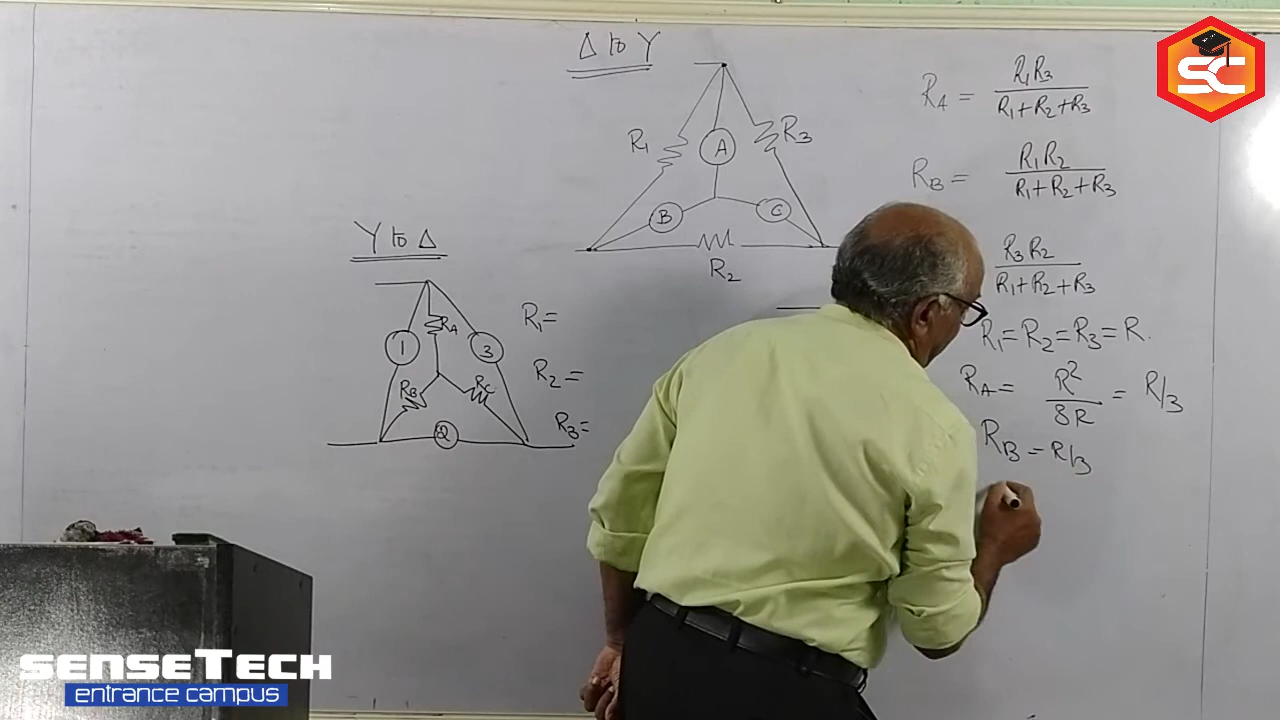 Δ to Y
R1
A
R3
B
C
R2
RA = R1R3 / R1+R2+R3
RB = R1R2 / R1+R2+R3
R3R2 / R1+R2+R3
R1=R2=R3=R.
RA = R² / 3R = R/3
RB = R/3
Y to Δ
1
RA
3
RB
RC
2
R1=
R2=
R3=
SC
SENSETECH
entrance campus